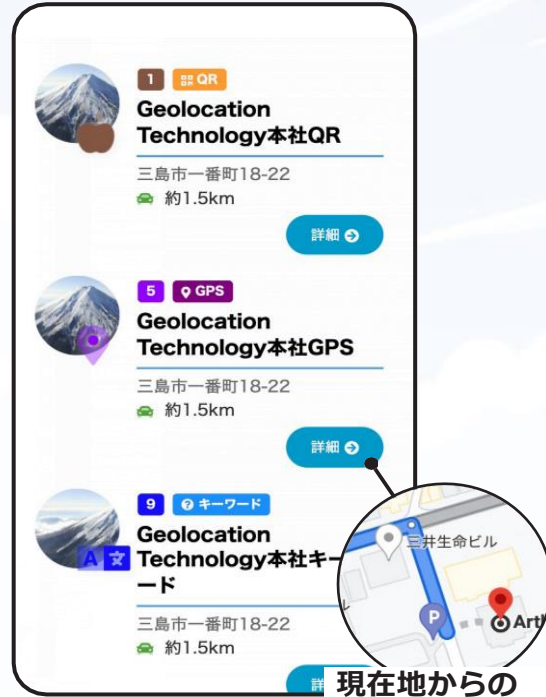 1 QR
Geolocation
Technology本社QR
三島市一番町18-22
約1.5km
詳細
5 GPS
Geolocation
Technology本社GPS
三島市一番町18-22
約1.5km
詳細
9 キーワード
Geolocation
A 文 Technology本社キー
ード
三島市一番町18-22
約1.5km
三井生命ビル
P
現在地からの